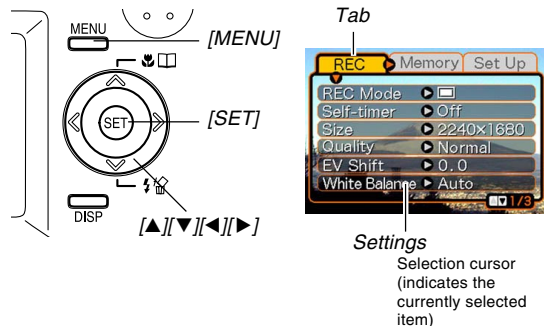 MENU
[MENU]
SET
[SET]
DISP
[▲][▼][◀][▶]
Tab
REC Memory Set Up
REC Mode
Self-timer Off
Size 2240×1680
Quality Normal
EV Shift 0.0
White Balance Auto
1/3
Settings
Selection cursor
(indicates the
currently selected
item)